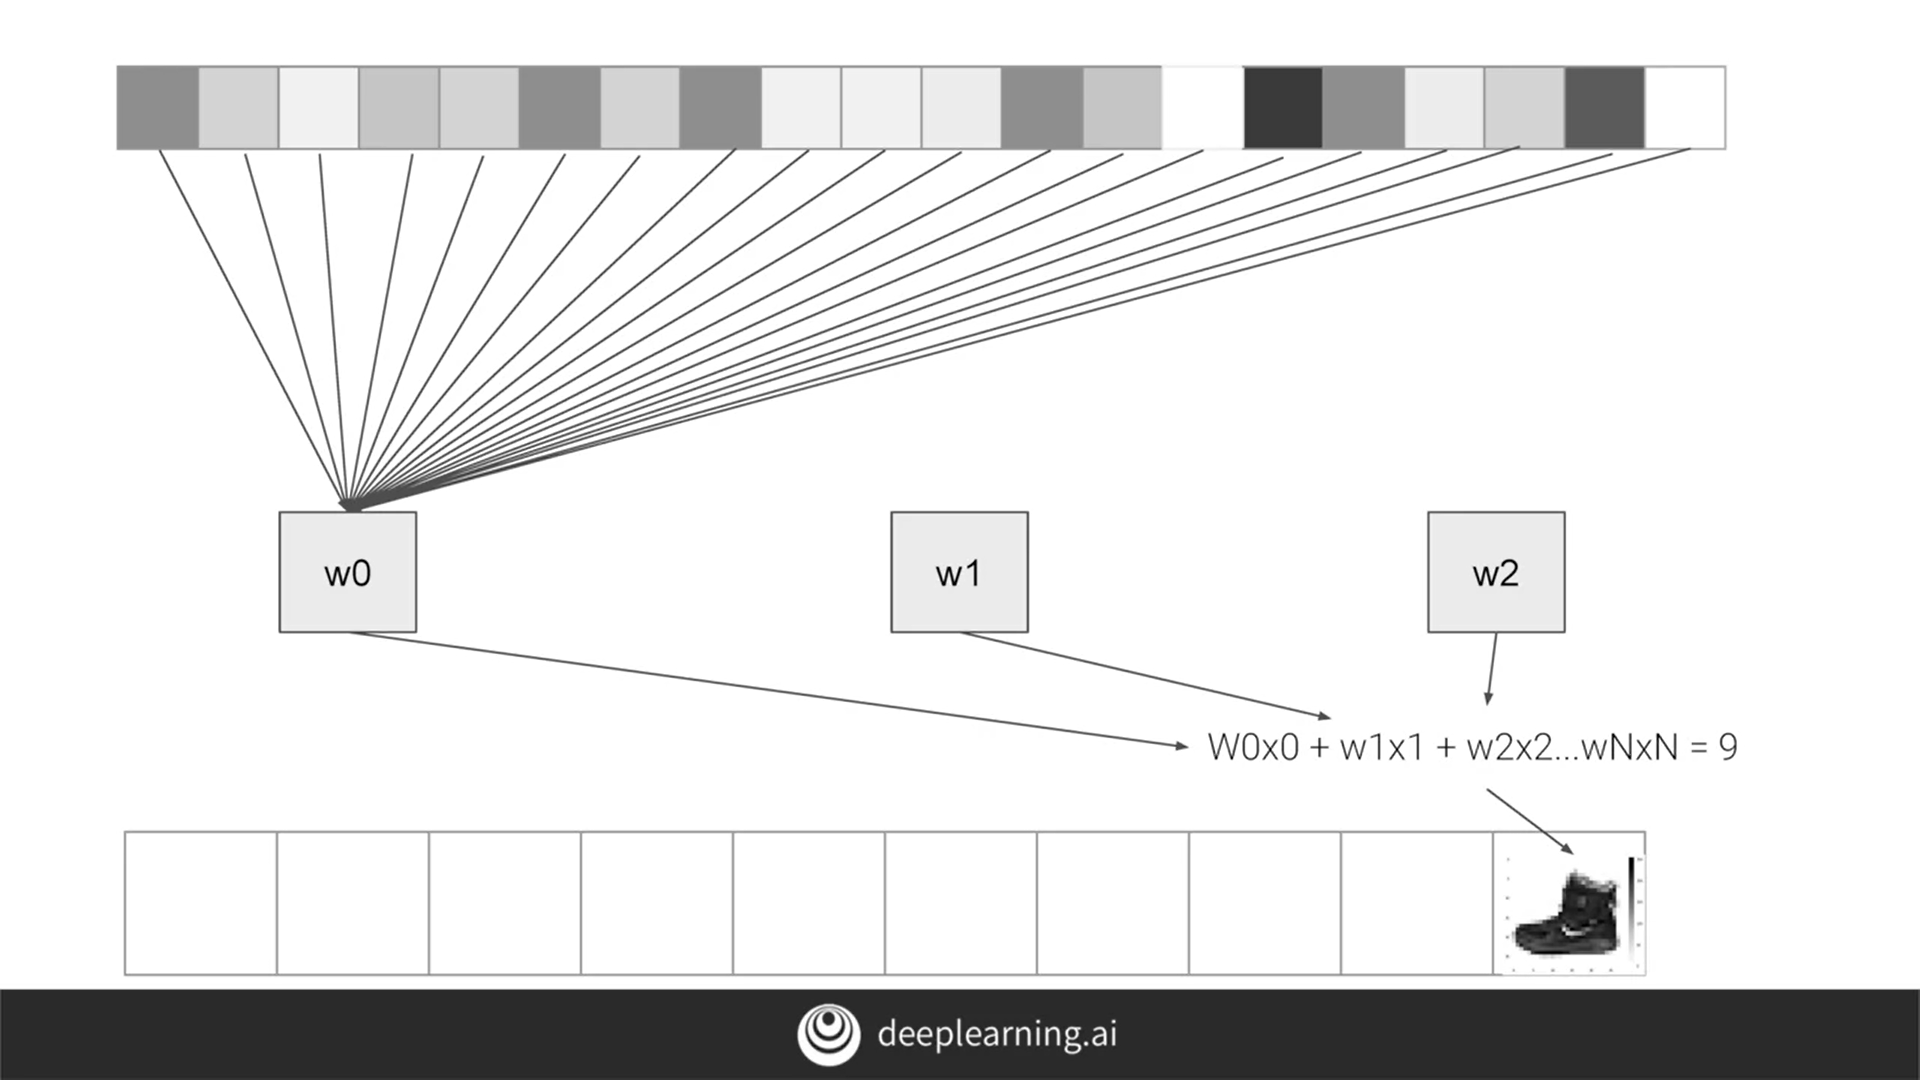 w0
w1
w2
W0x0 + w1x1 + w2x2...wNxN = 9
deeplearning.ai